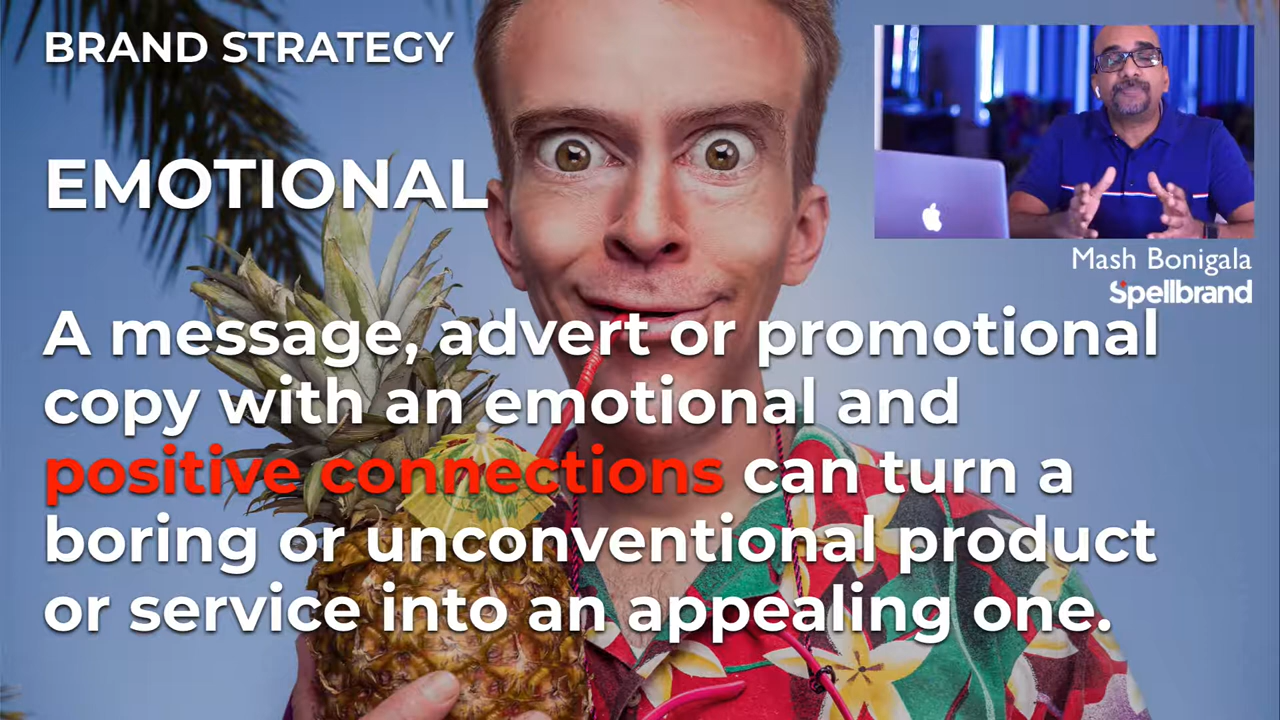 BRAND STRATEGY
EMOTIONAL
Mash Bonigala
Spellbrand
A message, advert or promotional
copy with an emotional and
positive connections can turn a
boring or unconventional product
or service into an appealing one.